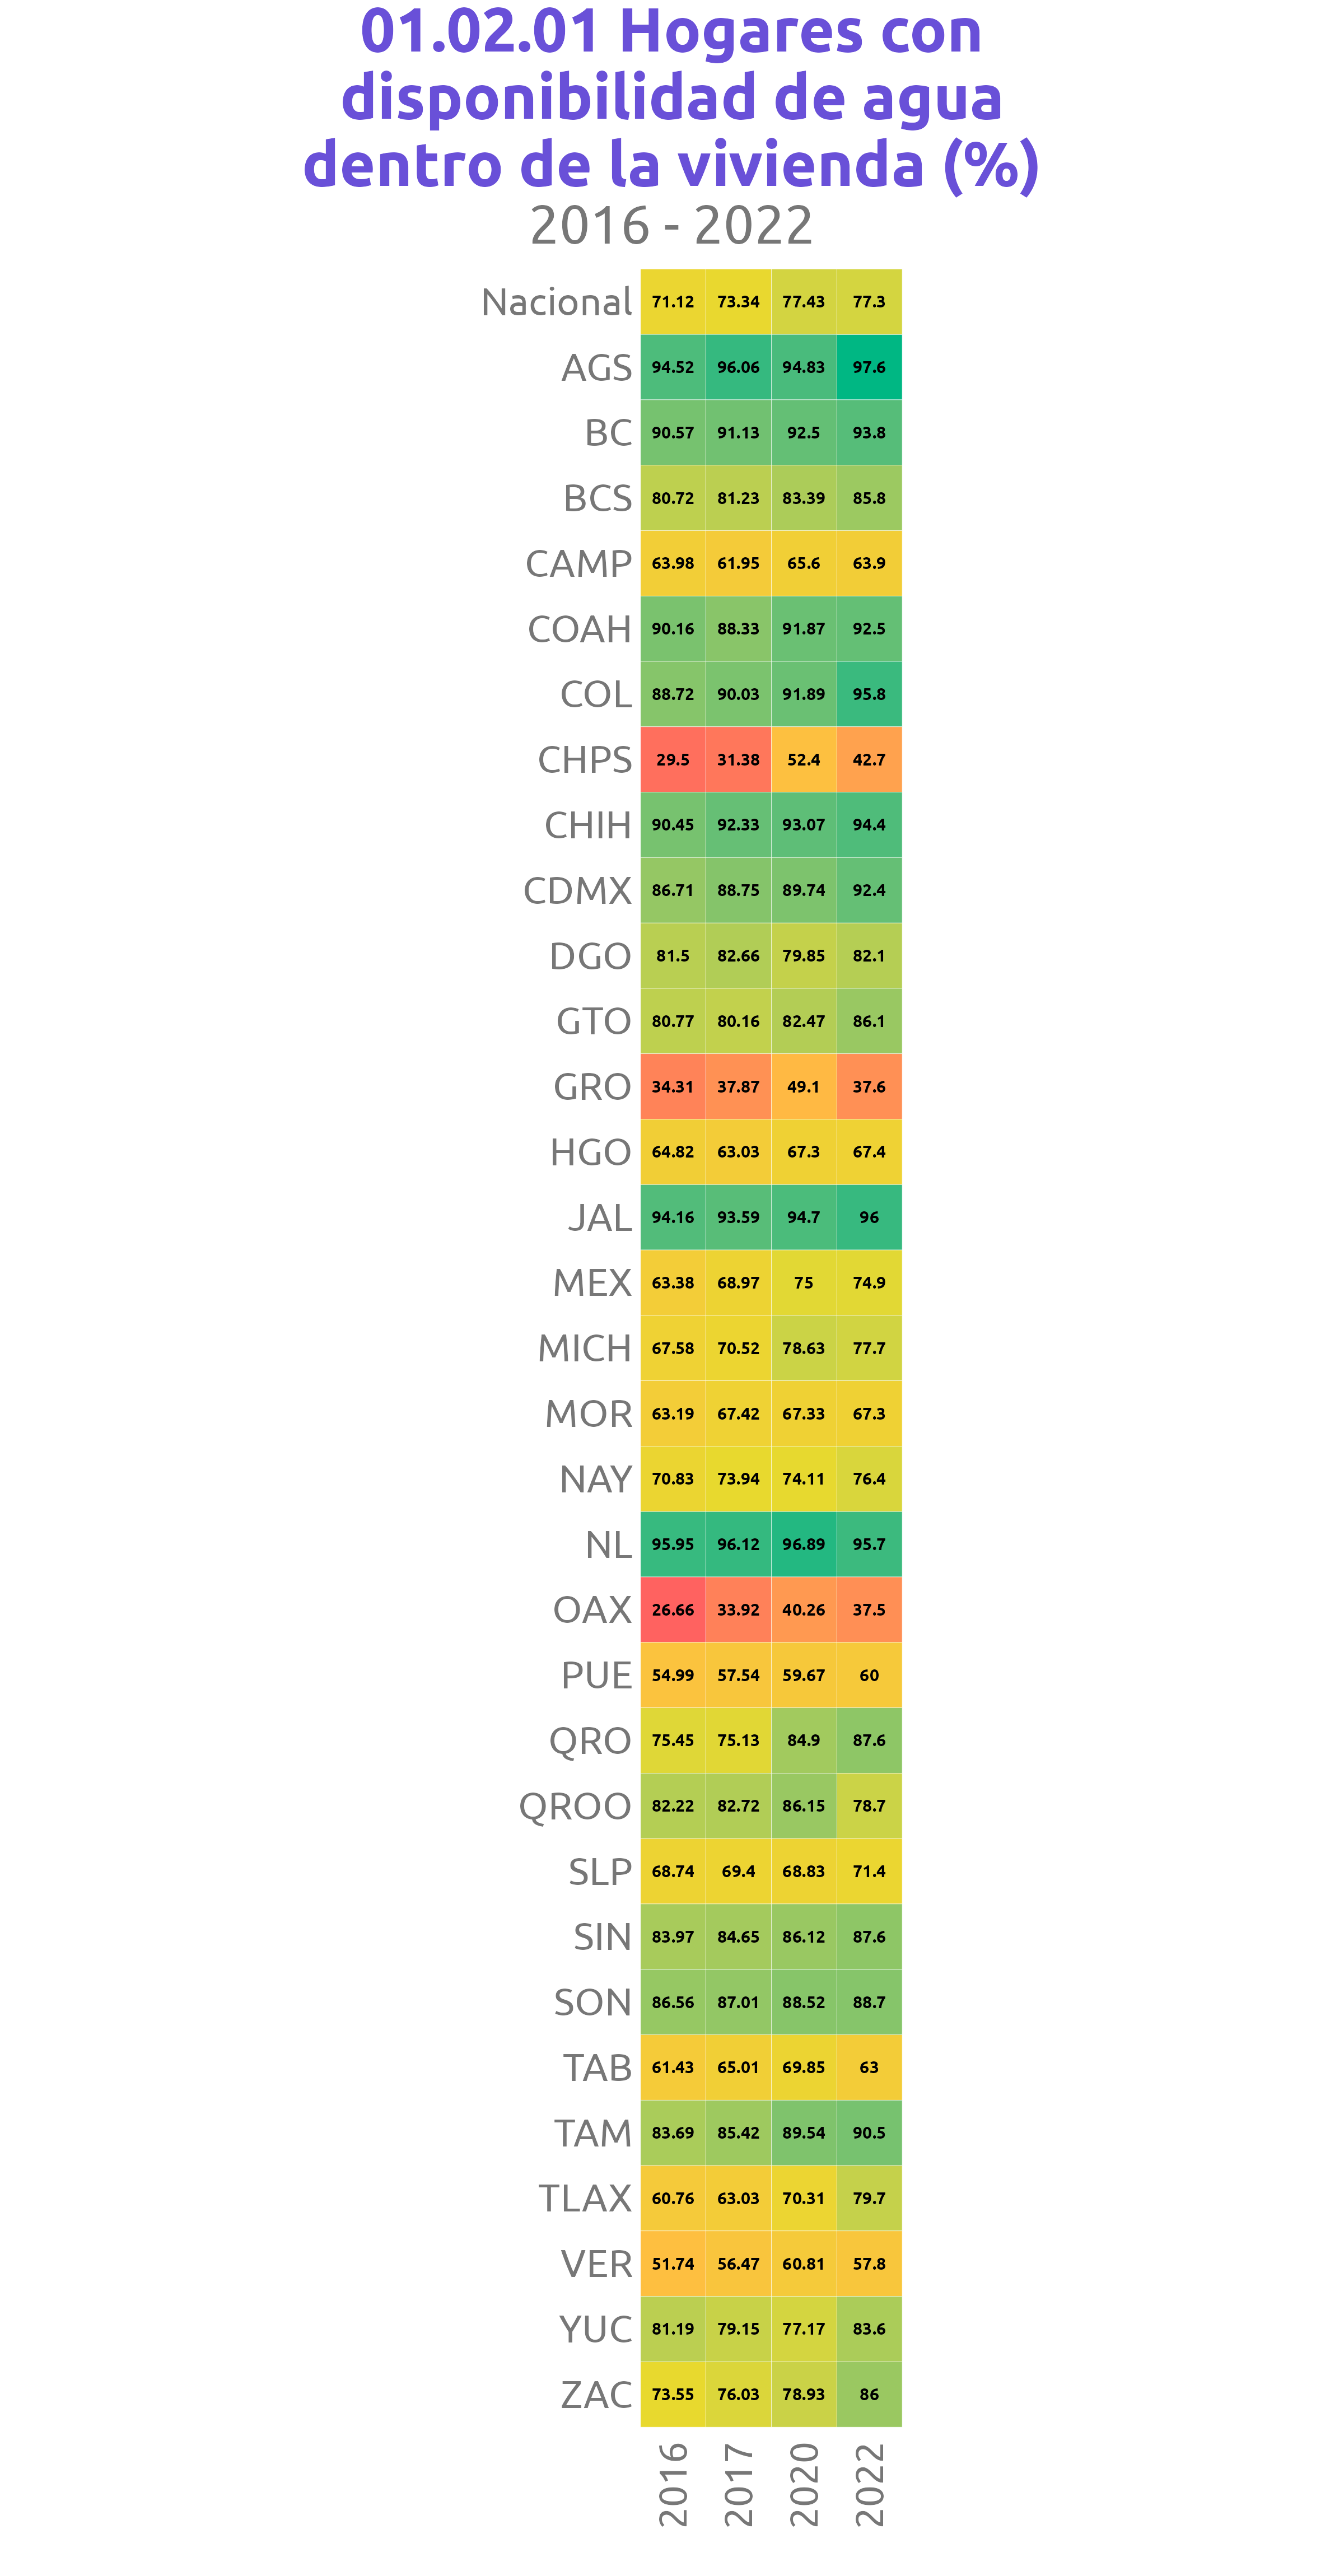 01.02.01 Hogares con
disponibilidad de agua
dentro de la vivienda (%)
2016 - 2022
Nacional 71.12 73.34 77.43 77.3
AGS 94.52 96.06 94.83 97.6
BC 90.57 91.13 92.5 93.8
BCS 80.72 81.23 83.39 85.8
CAMP 63.98 61.95 65.6 63.9
COAH 90.16 88.33 91.87 92.5
COL 88.72 90.03 91.89 95.8
CHPS 29.5 31.38 52.4 42.7
CHIH 90.45 92.33 93.07 94.4
CDMX 86.71 88.75 89.74 92.4
DGO 81.5 82.66 79.85 82.1
GTO 80.77 80.16 82.47 86.1
GRO 34.31 37.87 49.1 37.6
HGO 64.82 63.03 67.3 67.4
JAL 94.16 93.59 94.7 96
MEX 63.38 68.97 75 74.9
MICH 67.58 70.52 78.63 77.7
MOR 63.19 67.42 67.33 67.3
NAY 70.83 73.94 74.11 76.4
NL 95.95 96.12 96.89 95.7
OAX 26.66 33.92 40.26 37.5
PUE 54.99 57.54 59.67 60
QRO 75.45 75.13 84.9 87.6
QROO 82.22 82.72 86.15 78.7
SLP 68.74 69.4 68.83 71.4
SIN 83.97 84.65 86.12 87.6
SON 86.56 87.01 88.52 88.7
TAB 61.43 65.01 69.85 63
TAM 83.69 85.42 89.54 90.5
TLAX 60.76 63.03 70.31 79.7
VER 51.74 56.47 60.81 57.8
YUC 81.19 79.15 77.17 83.6
ZAC 73.55 76.03 78.93 86
2016 2017 2020 2022